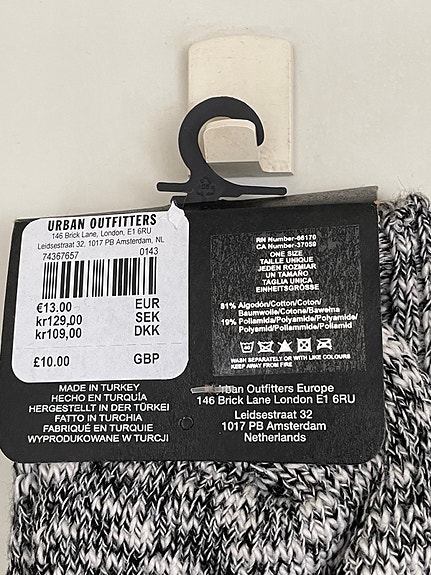 URBAN OUTFITTERS
146 Brick Lane, London, E1 6RU
Leidsestraat 32, 1017 PB Amsterdam, NL
74367657 0143
€13.00 EUR
kr129,00 SEK
kr109,00 DKK
£10.00 GBP
MADE IN TURKEY
HECHO EN TURQUÍA
HERGESTELLT IN DER TÜRKEI
FATTO IN TURCHIA
FABRIQUÉ EN TURQUIE
WYPRODUKOWANE W TURCJI
RN Number-66170
CA Number-37059
ONE SIZE
TAILLE UNIQUE
JEDEN ROZMIAR
UN TAMAÑO
TAGLIA UNICA
EINHEITSGRÖSSE
81% Algodón/Cotton/Coton/
Baumwolle/Cotone/Bawełna
19% Poliamida/Polyamide/Polyamide/
Polyamid/Poliammide/Poliamid
WASH SEPARATELY OR WITH LIKE COLOURS
KEEP AWAY FROM FIRE
Urban Outfitters Europe
146 Brick Lane London E1 6RU
Leidsestraat 32
1017 PB Amsterdam
Netherlands